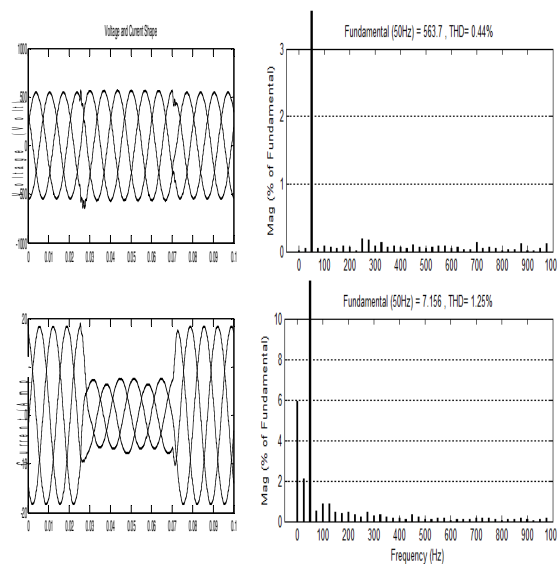 Voltage and Current Shape
1000
500
0
-500
-1000
Voltage (Volt)
0 0.01 0.02 0.03 0.04 0.05 0.06 0.07 0.08 0.09 0.1
Fundamental (50Hz) = 563.7 , THD= 0.44%
3
2
1
0
Mag (% of Fundamental)
0 100 200 300 400 500 600 700 800 900 100
20
-10
-20
0 0.01 0.02 0.03 0.04 0.05 0.06 0.07 0.08 0.09 0.1
Fundamental (50Hz) = 7.156 , THD= 1.25%
10
8
6
4
2
0
Mag (% of Fundamental)
0 100 200 300 400 500 600 700 800 900 100
Frequency (Hz)